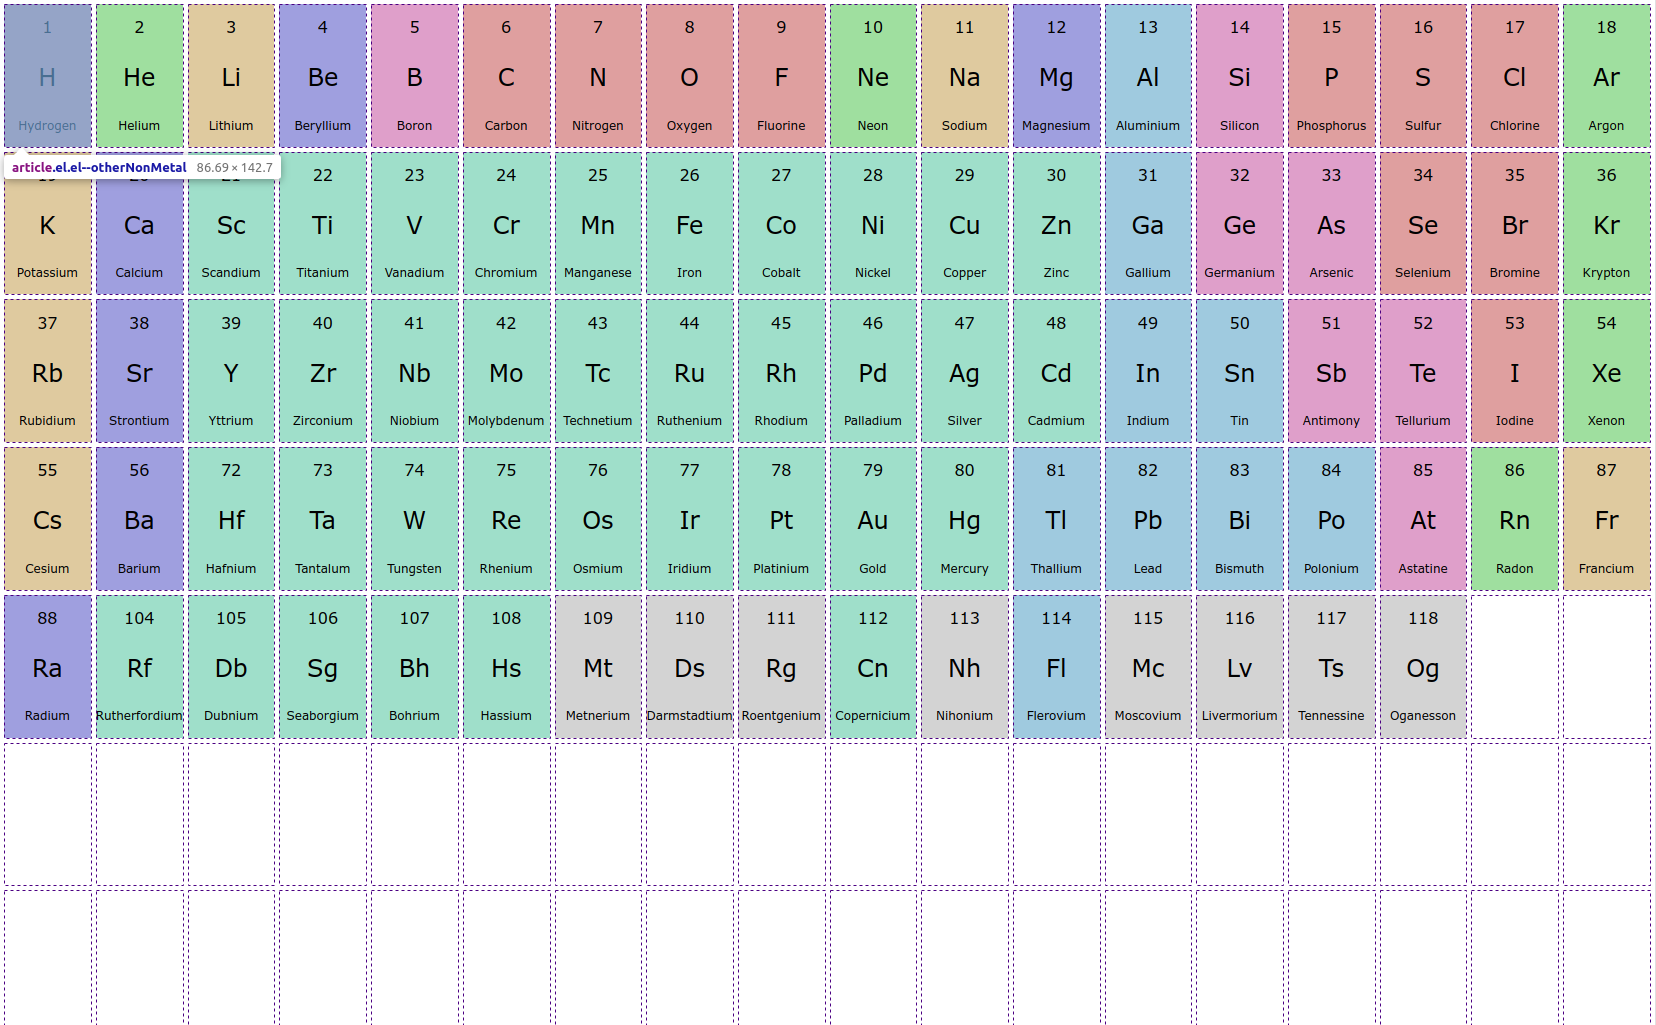 1 2 3 4 5 6 7 8 9 10 11 12 13 14 15 16 17 18
H He Li Be B C N O F Ne Na Mg Al Si P S Cl Ar
Hydrogen Helium Lithium Beryllium Boron Carbon Nitrogen Oxygen Fluorine Neon Sodium Magnesium Aluminium Silicon Phosphorus Sulfur Chlorine Argon
article.el.el--otherNonMetal 86.69 × 142.7
19 20 21 22 23 24 25 26 27 28 29 30 31 32 33 34 35 36
K Ca Sc Ti V Cr Mn Fe Co Ni Cu Zn Ga Ge As Se Br Kr
Potassium Calcium Scandium Titanium Vanadium Chromium Manganese Iron Cobalt Nickel Copper Zinc Gallium Germanium Arsenic Selenium Bromine Krypton
37 38 39 40 41 42 43 44 45 46 47 48 49 50 51 52 53 54
Rb Sr Y Zr Nb Mo Tc Ru Rh Pd Ag Cd In Sn Sb Te I Xe
Rubidium Strontium Yttrium Zirconium Niobium Molybdenum Technetium Ruthenium Rhodium Palladium Silver Cadmium Indium Tin Antimony Tellurium Iodine Xenon
55 56 72 73 74 75 76 77 78 79 80 81 82 83 84 85 86 87
Cs Ba Hf Ta W Re Os Ir Pt Au Hg Tl Pb Bi Po At Rn Fr
Cesium Barium Hafnium Tantalum Tungsten Rhenium Osmium Iridium Platinium Gold Mercury Thallium Lead Bismuth Polonium Astatine Radon Francium
88 104 105 106 107 108 109 110 111 112 113 114 115 116 117 118
Ra Rf Db Sg Bh Hs Mt Ds Rg Cn Nh Fl Mc Lv Ts Og
Radium Rutherfordium Dubnium Seaborgium Bohrium Hassium Metnerium Darmstadtium Roentgenium Copernicium Nihonium Flerovium Moscovium Livermorium Tennessine Oganesson